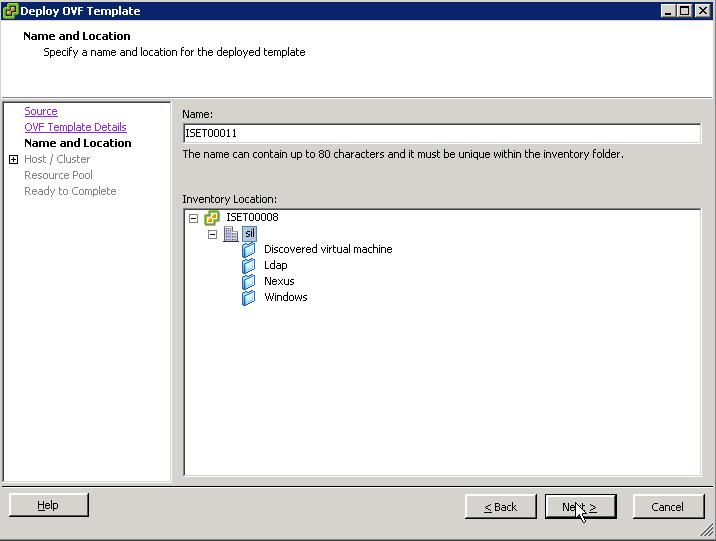 Deploy OVF Template
Name and Location
Specify a name and location for the deployed template
Source
OVF Template Details
Name and Location
Host / Cluster
Resource Pool
Ready to Complete
Name:
ISET00011
The name can contain up to 80 characters and it must be unique within the inventory folder.
Inventory Location:
ISET00008
sil
Discovered virtual machine
Ldap
Nexus
Windows
Help
< Back
Next >
Cancel